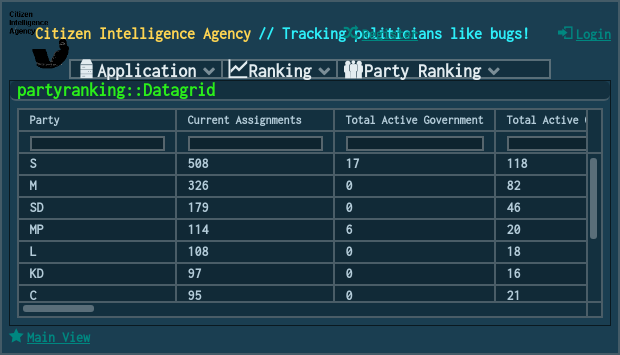 Citizen
Intelligence
Agency
Citizen Intelligence Agency // Tracking politicians like bugs!
Login
Application Ranking Party Ranking
partyranking::Datagrid
Party Current Assignments Total Active Government Total Active
S 508 17 118
M 326 0 82
SD 179 0 46
MP 114 6 20
L 108 0 18
KD 97 0 16
C 95 0 21
Main View